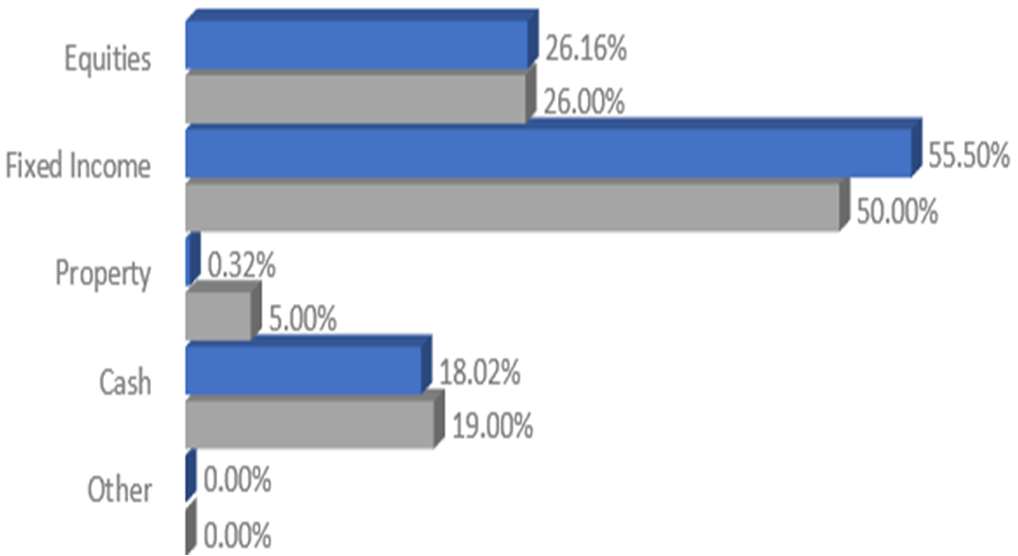 Equities
26.16%
26.00%
Fixed Income
55.50%
50.00%
Property
0.32%
5.00%
Cash
18.02%
19.00%
Other
0.00%
0.00%